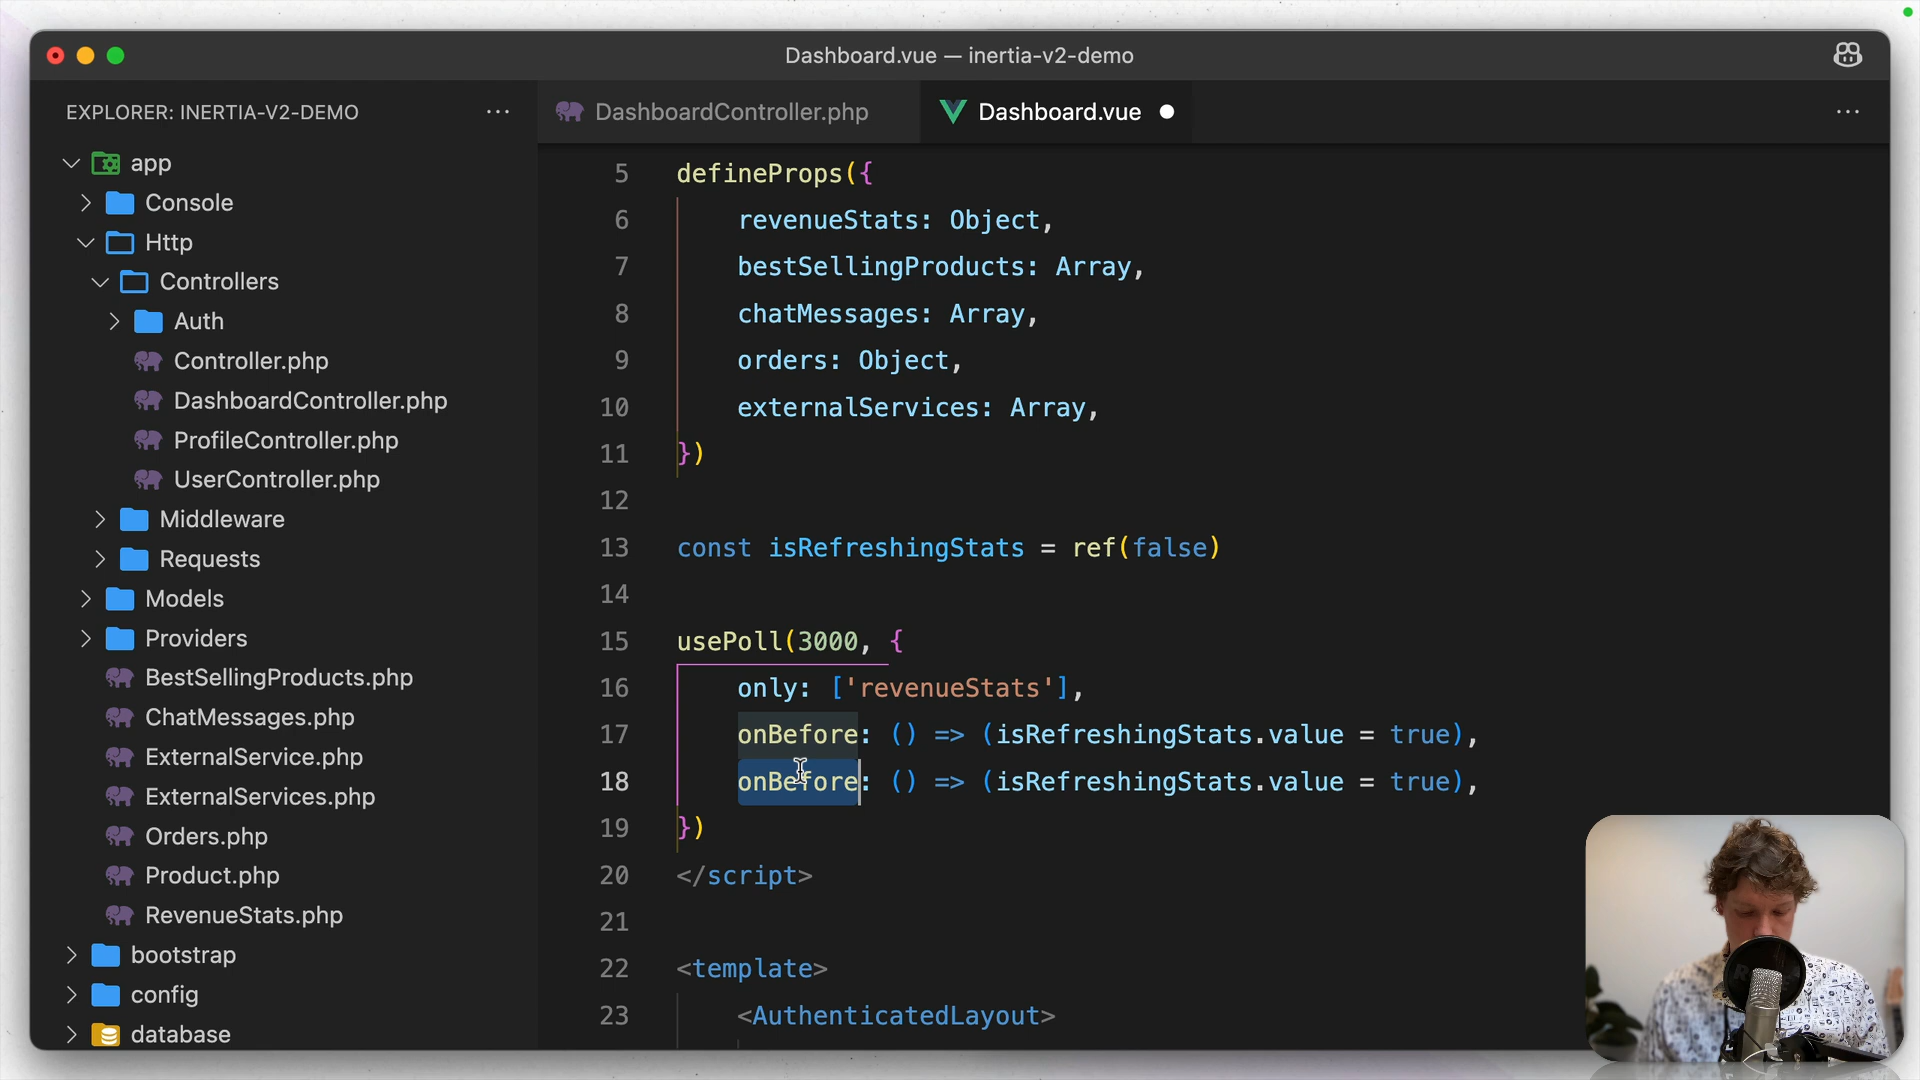 Dashboard.vue — inertia-v2-demo
EXPLORER: INERTIA-V2-DEMO
DashboardController.php
Dashboard.vue
app
Console
Http
Controllers
Auth
Controller.php
DashboardController.php
ProfileController.php
UserController.php
Middleware
Requests
Models
Providers
BestSellingProducts.php
ChatMessages.php
ExternalService.php
ExternalServices.php
Orders.php
Product.php
RevenueStats.php
bootstrap
config
database
5 defineProps({
6 revenueStats: Object,
7 bestSellingProducts: Array,
8 chatMessages: Array,
9 orders: Object,
10 externalServices: Array,
11 })
12
13 const isRefreshingStats = ref(false)
14
15 usePoll(3000, {
16 only: ['revenueStats'],
17 onBefore: () => (isRefreshingStats.value = true),
18 onBefore: () => (isRefreshingStats.value = true),
19 })
20 </script>
21
22 <template>
23 <AuthenticatedLayout>